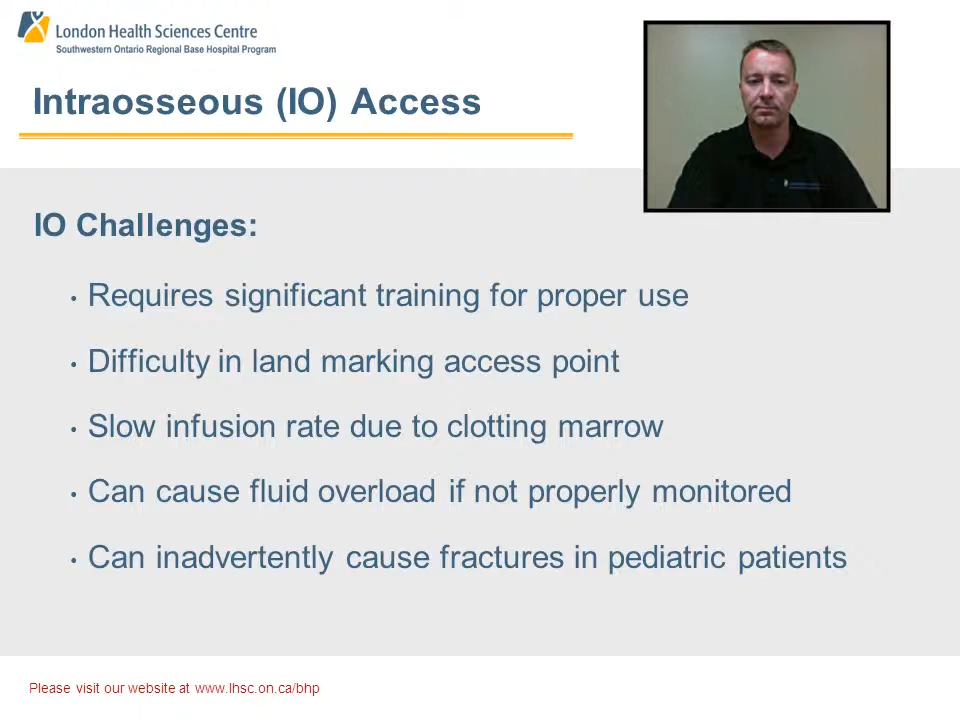 London Health Sciences Centre
Southwestern Ontario Regional Base Hospital Program
Intraosseous (IO) Access
IO Challenges:
• Requires significant training for proper use
• Difficulty in land marking access point
• Slow infusion rate due to clotting marrow
• Can cause fluid overload if not properly monitored
• Can inadvertently cause fractures in pediatric patients
Please visit our website at www.lhsc.on.ca/bhp